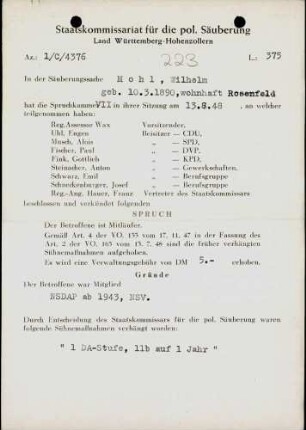 Staatskommissariat für die pol. Säuberung
Land Württemberg-Hohenzollern
Az.: 1/C/4376
223
L.: 375
In der Säuberungssache Hohl, Wilhelm
geb. 10.3.1890, wohnhaft Rosenfeld
hat die Spruchkammer VII in ihrer Sitzung am 13.8.48, an welcher
teilgenommen haben:
Reg.Assessor Wax Vorsitzender,
Uhl, Eugen Beisitzer — CDU,
Musch, Alois „ — SPD,
Fischer, Paul „ — DVP,
Fink, Gottlieb „ — KPD,
Steinacher, Anton „ — Gewerkschaften.
Schwarz, Emil „ — Berufsgruppe
Schneckenburger, Josef „ — Berufsgruppe
Reg.-Ang. Hauer, Franz Vertreter des Staatskommissars
beschlossen und verkündet folgenden
SPRUCH
Der Betroffene ist Mitläufer.
Gemäß Art. 4 der VO. 133 vom 17. 11. 47 in der Fassung des
Art. 2 der VO. 165 vom 13. 7. 48 sind die früher verhängten
Sühnemaßnahmen aufgehoben.
Es wird eine Verwaltungsgebühr von DM 5.- erhoben.
Gründe
Der Betroffene war Mitglied
NSDAP ab 1943, NSV.
Durch Entscheidung des Staatskommissars für die pol. Säuberung waren
folgende Sühnemaßnahmen verhängt worden:
" 1 DA-Stufe, 11b auf 1 Jahr "